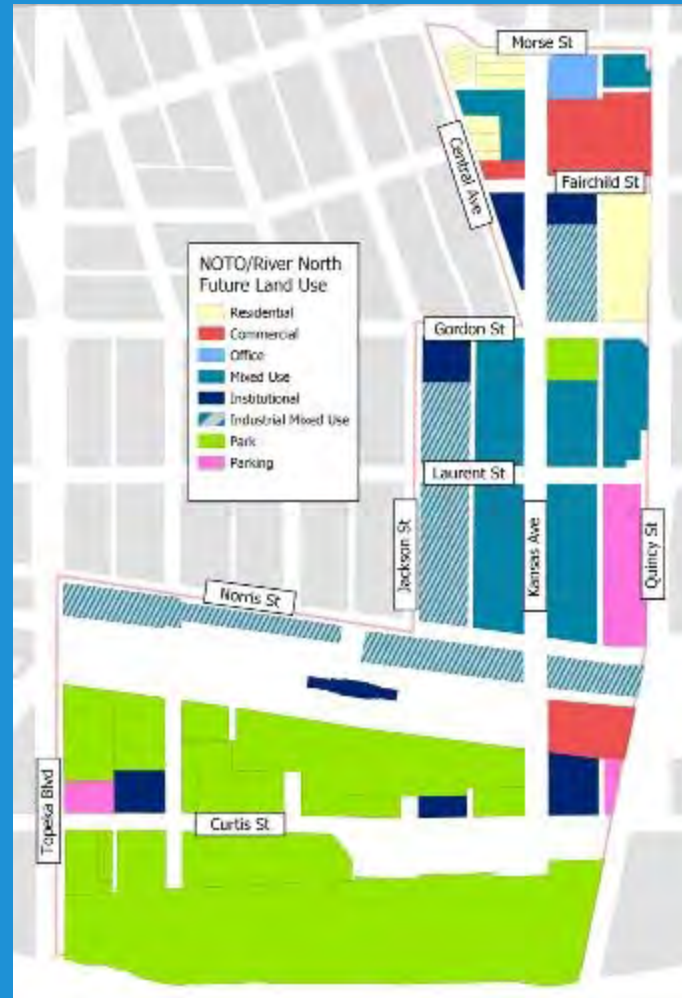 Morse St
Central Ave
Fairchild St
NOTO/River North
Future Land Use
Residential
Commercial
Office
Mixed Use
Institutional
Industrial Mixed Use
Park
Parking
Gordon St
Laurent St
Jackson St
Kansas Ave
Quincy St
Norris St
Topeka Blvd
Curtis St